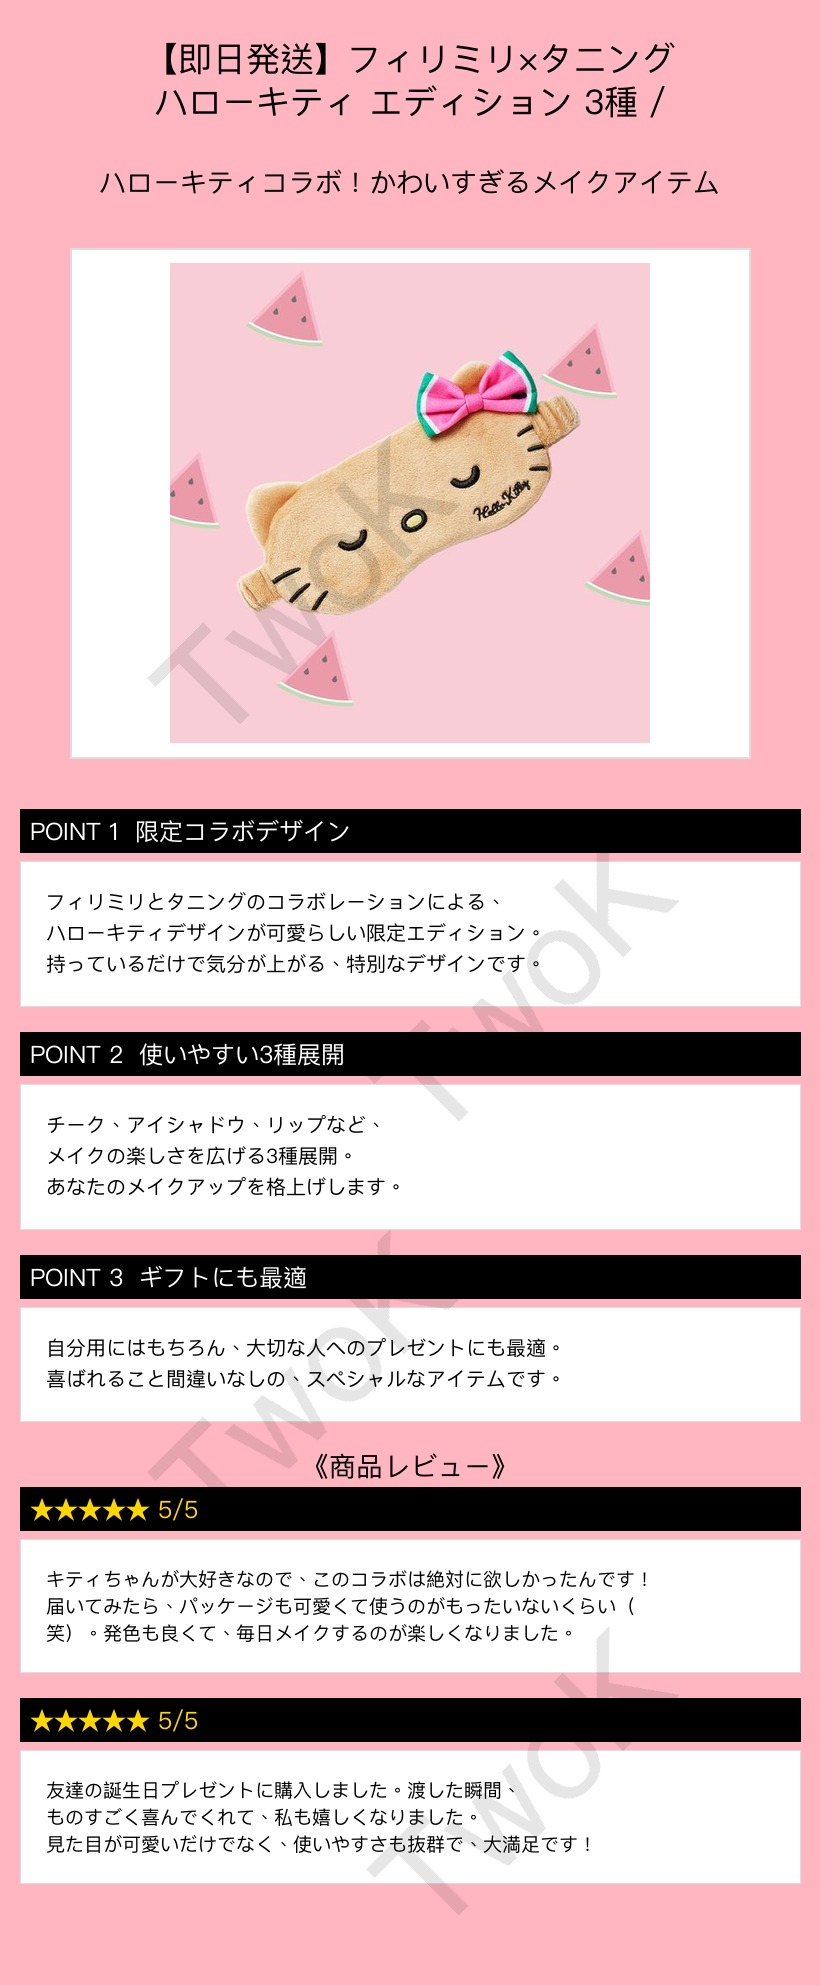 【即日発送】フィリミリ×タニング
ハローキティ エディション 3種 /
ハローキティコラボ！かわいすぎるメイクアイテム
Hello Kitty
TwoK
POINT 1 限定コラボデザイン
フィリミリとタニングのコラボレーションによる、
ハローキティデザインが可愛らしい限定エディション。
持っているだけで気分が上がる、特別なデザインです。
TwoK
POINT 2 使いやすい3種展開
チーク、アイシャドウ、リップなど、
メイクの楽しさを広げる3種展開。
あなたのメイクアップを格上げします。
POINT 3 ギフトにも最適
自分用にはもちろん、大切な人へのプレゼントにも最適。
喜ばれること間違いなしの、スペシャルなアイテムです。
TwoK
《商品レビュー》
★★★★★ 5/5
キティちゃんが大好きなので、このコラボは絶対に欲しかったんです！
届いてみたら、パッケージも可愛くて使うのがもったいないくらい（
笑）。発色も良くて、毎日メイクするのが楽しくなりました。
★★★★★ 5/5
友達の誕生日プレゼントに購入しました。渡した瞬間、
ものすごく喜んでくれて、私も嬉しくなりました。
見た目が可愛いだけでなく、使いやすさも抜群で、大満足です！
TwoK